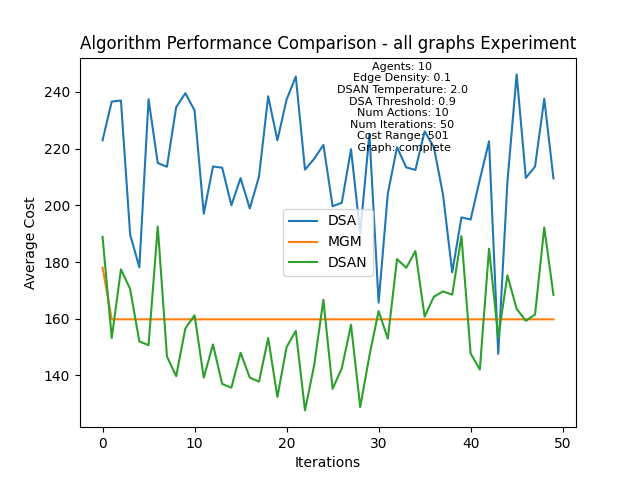 Algorithm Performance Comparison - all graphs Experiment
Agents: 10
Edge Density: 0.1
DSAN Temperature: 2.0
DSA Threshold: 0.9
Num Actions: 10
Num Iterations: 50
Cost Range: 501
Graph: complete
240
220
200
180
160
140
Average Cost
DSA
MGM
DSAN
0
10
20
30
40
50
Iterations